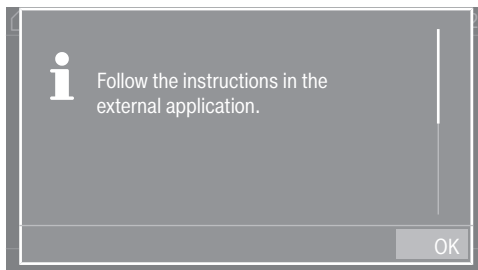 Follow the instructions in the
external application.
OK